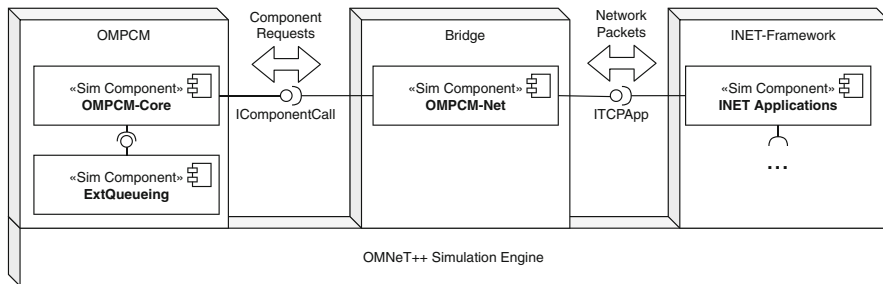 OMPCM
Component
Requests
Bridge
Network
Packets
INET-Framework
«Sim Component»
OMPCM-Core
IComponentCall
«Sim Component»
OMPCM-Net
ITCPApp
«Sim Component»
INET Applications
...
«Sim Component»
ExtQueueing
OMNeT++ Simulation Engine